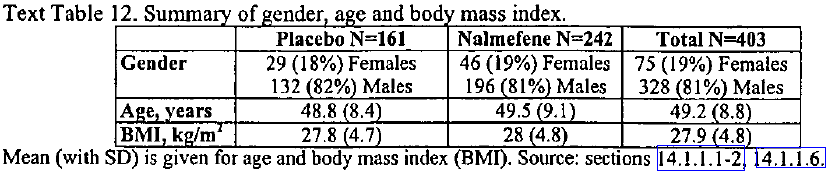 Text Table 12. Summary of gender, age and body mass index.
Placebo N=161 Nalmefene N=242 Total N=403
Gender 29 (18%) Females 46 (19%) Females 75 (19%) Females
132 (82%) Males 196 (81%) Males 328 (81%) Males
Age, years 48.8 (8.4) 49.5 (9.1) 49.2 (8.8)
BMI, kg/m² 27.8 (4.7) 28 (4.8) 27.9 (4.8)
Mean (with SD) is given for age and body mass index (BMI). Source: sections 14.1.1.1-2, 14.1.1.6.